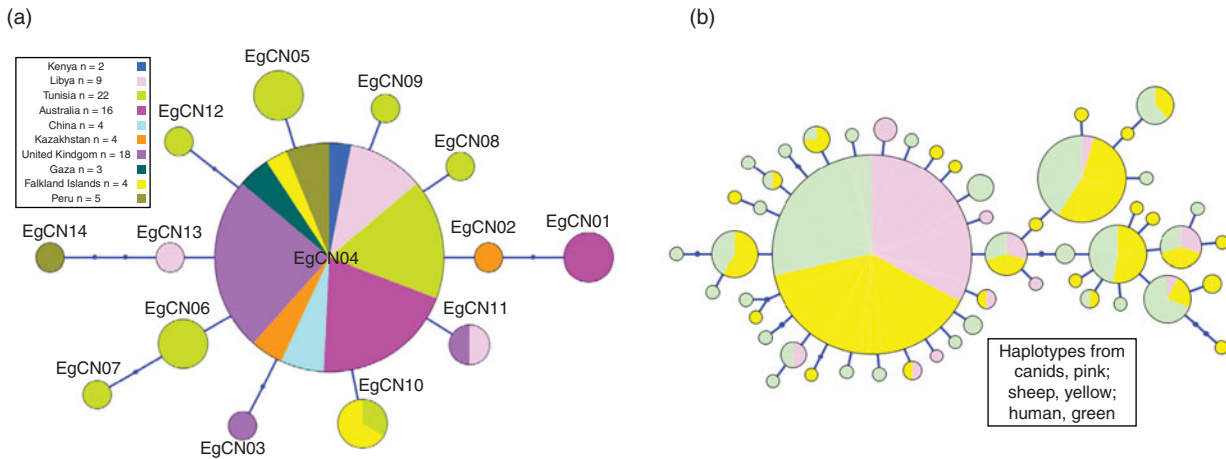 (a)
(b)
EgCN05
EgCN09
EgCN12
EgCN08
Kenya n = 2
Libya n = 9
Tunisia n = 22
Australia n = 16
China n = 4
Kazakhstan n = 4
United Kindgom n = 18
Gaza n = 3
Falkland Islands n = 4
Peru n = 5
EgCN14
EgCN13
EgCN04
EgCN02
EgCN01
EgCN06
EgCN11
EgCN07
EgCN10
EgCN03
Haplotypes from
canids, pink;
sheep, yellow;
human, green